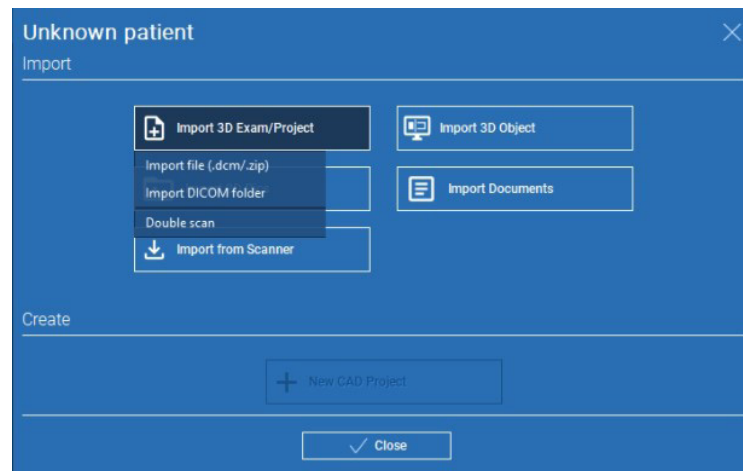 Unknown patient
Import
Import 3D Exam/Project
Import 3D Object
Import file (.dcm/.zip)
Import DICOM folder
Import Documents
Double scan
Import from Scanner
Create
New CAD Project
Close